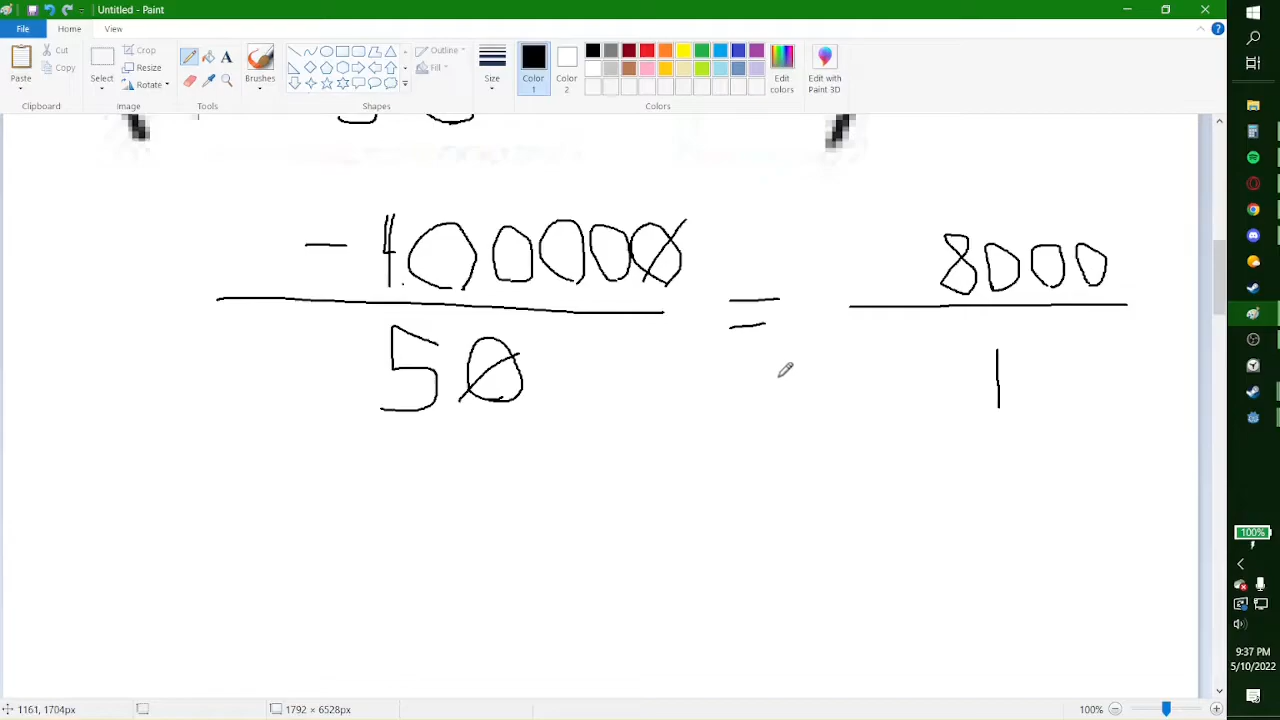 Untitled - Paint
File Home View
Paste
Cut
Copy
Clipboard
Select
Crop
Resize
Rotate
Image
Tools
Brushes
Shapes
Outline
Fill
Size
Color 1
Color 2
Colors
Edit colors
Edit with Paint 3D
-400000
50
=
8000
1
1161, 1704px
1792 × 6528px
100%
100%
9:37 PM
5/10/2022